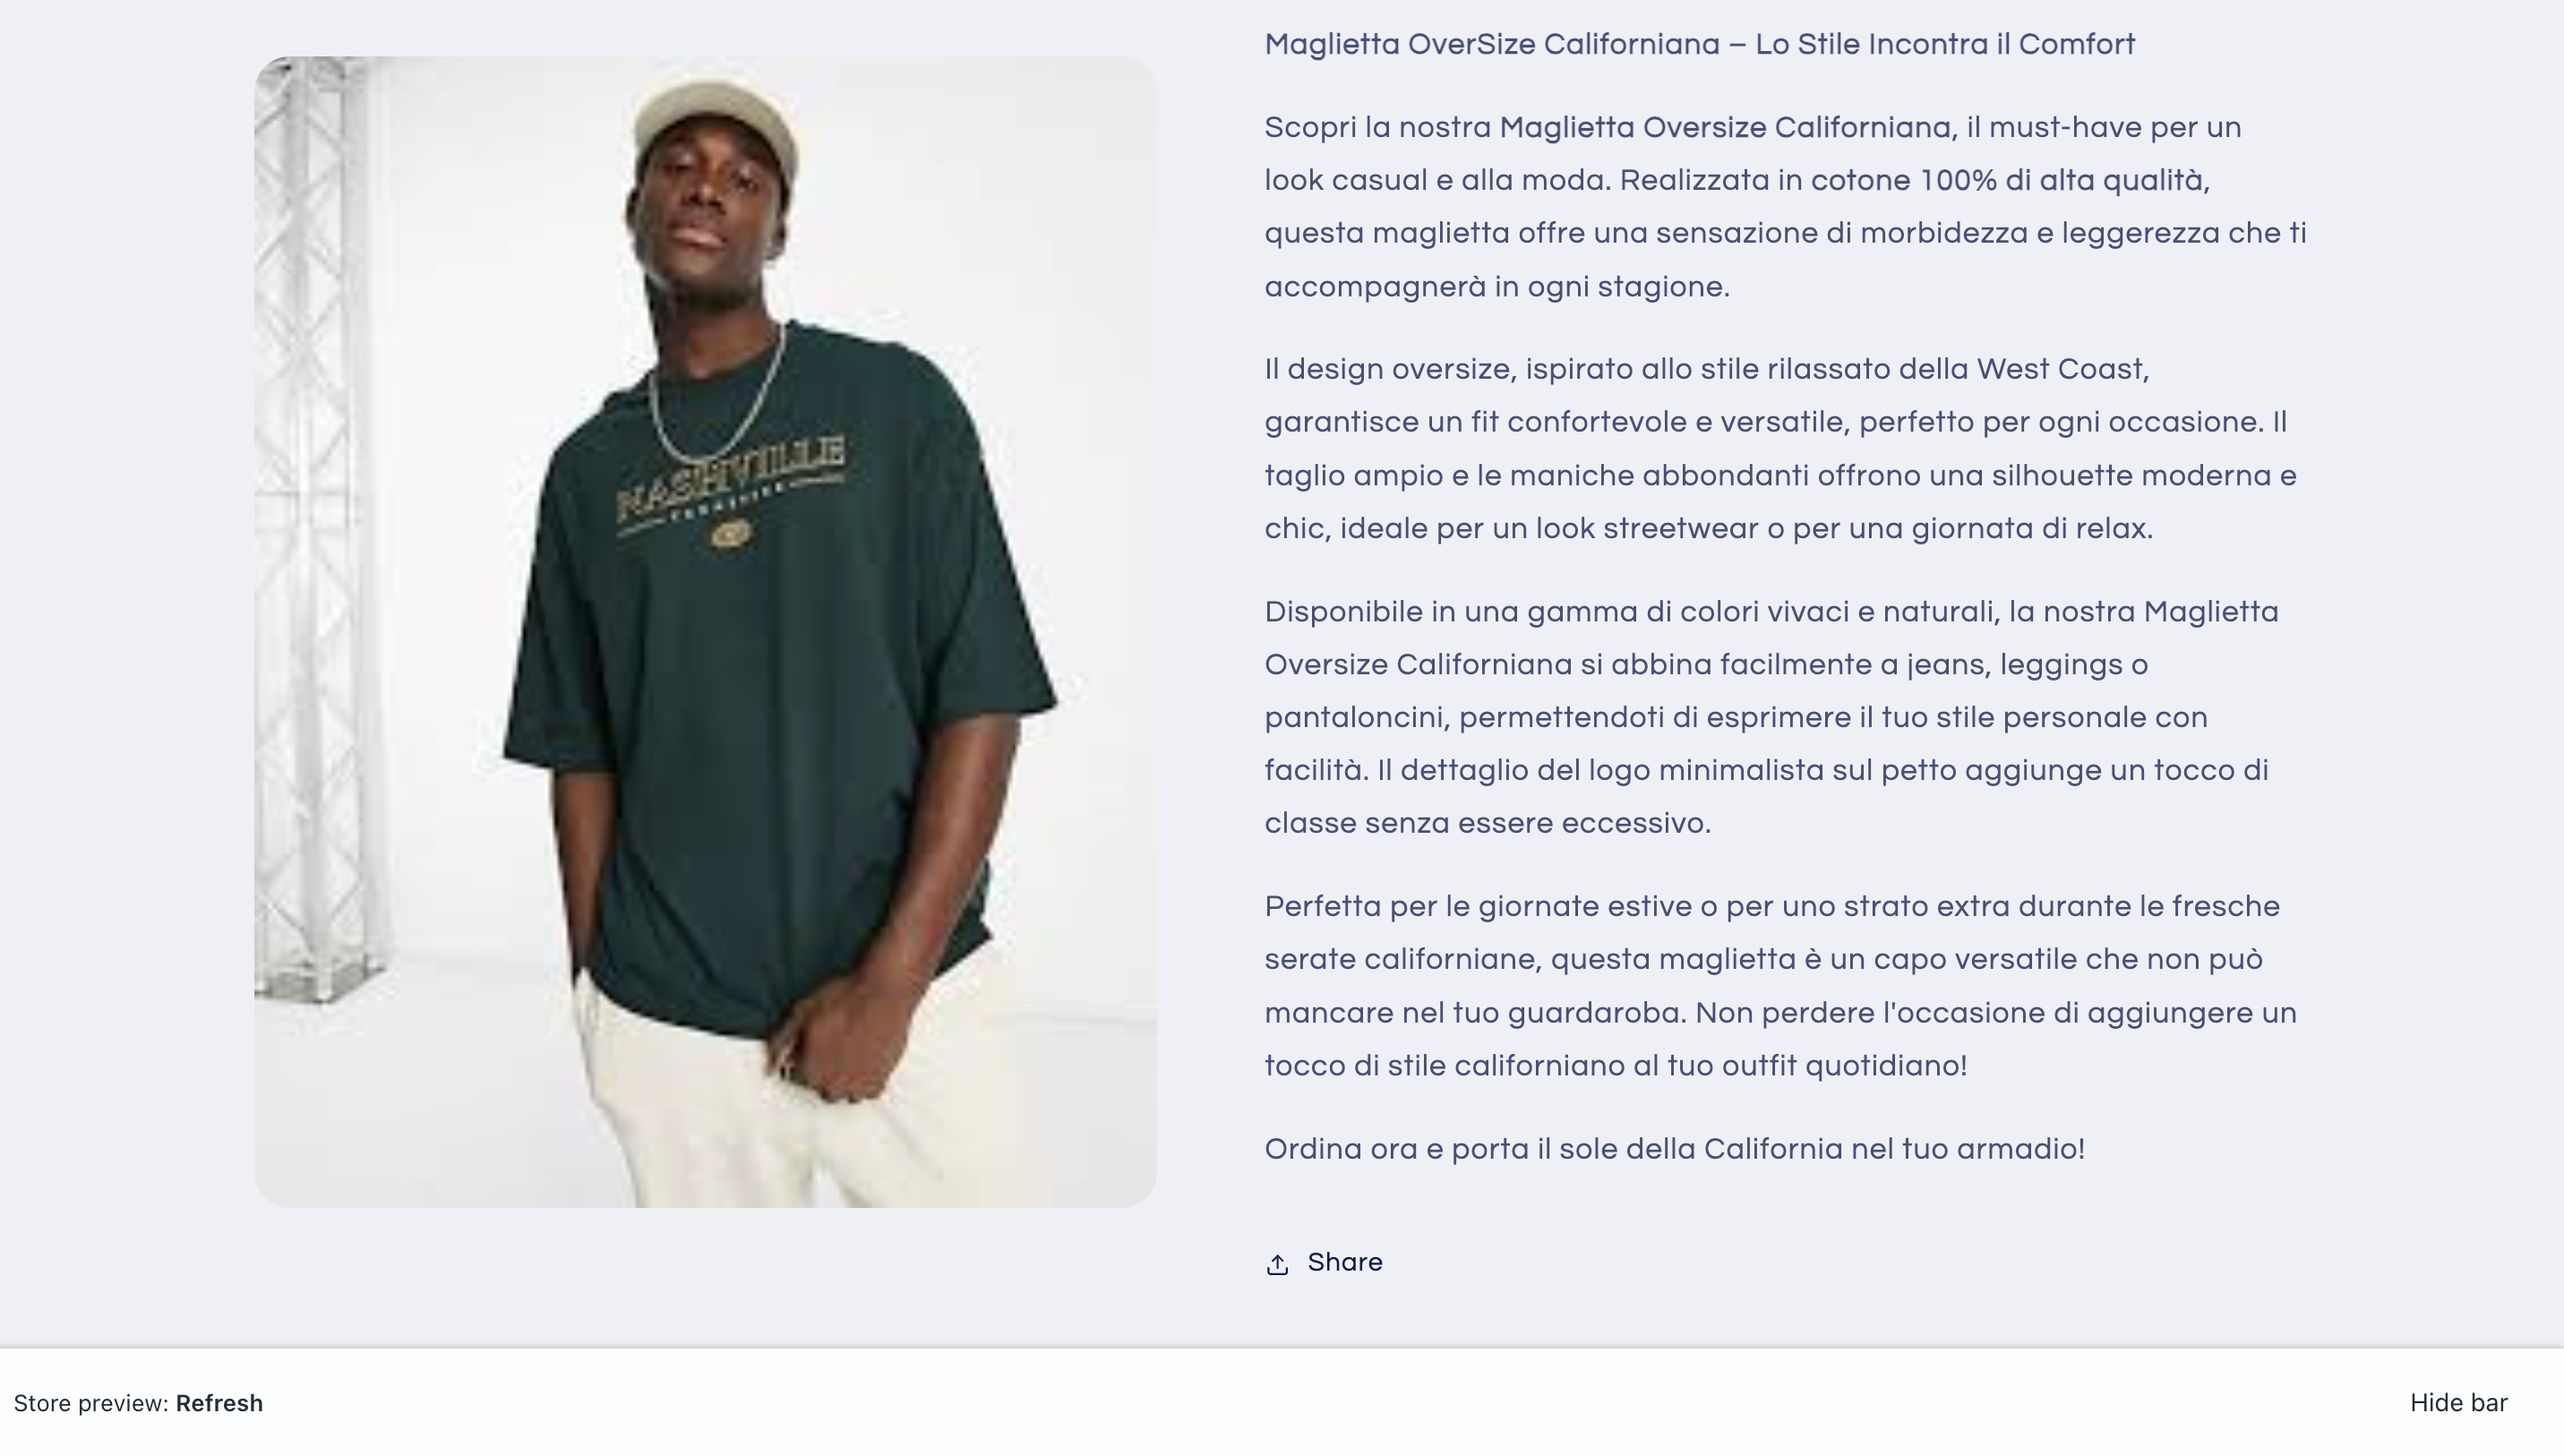 Maglietta OverSize Californiana – Lo Stile Incontra il Comfort
Scopri la nostra Maglietta Oversize Californiana, il must-have per un
look casual e alla moda. Realizzata in cotone 100% di alta qualità,
questa maglietta offre una sensazione di morbidezza e leggerezza che ti
accompagnerà in ogni stagione.
Il design oversize, ispirato allo stile rilassato della West Coast,
garantisce un fit confortevole e versatile, perfetto per ogni occasione. Il
taglio ampio e le maniche abbondanti offrono una silhouette moderna e
chic, ideale per un look streetwear o per una giornata di relax.
Disponibile in una gamma di colori vivaci e naturali, la nostra Maglietta
Oversize Californiana si abbina facilmente a jeans, leggings o
pantaloncini, permettendoti di esprimere il tuo stile personale con
facilità. Il dettaglio del logo minimalista sul petto aggiunge un tocco di
classe senza essere eccessivo.
Perfetta per le giornate estive o per uno strato extra durante le fresche
serate californiane, questa maglietta è un capo versatile che non può
mancare nel tuo guardaroba. Non perdere l'occasione di aggiungere un
tocco di stile californiano al tuo outfit quotidiano!
Ordina ora e porta il sole della California nel tuo armadio!
Share
NASHVILLE
Store preview: Refresh
Hide bar